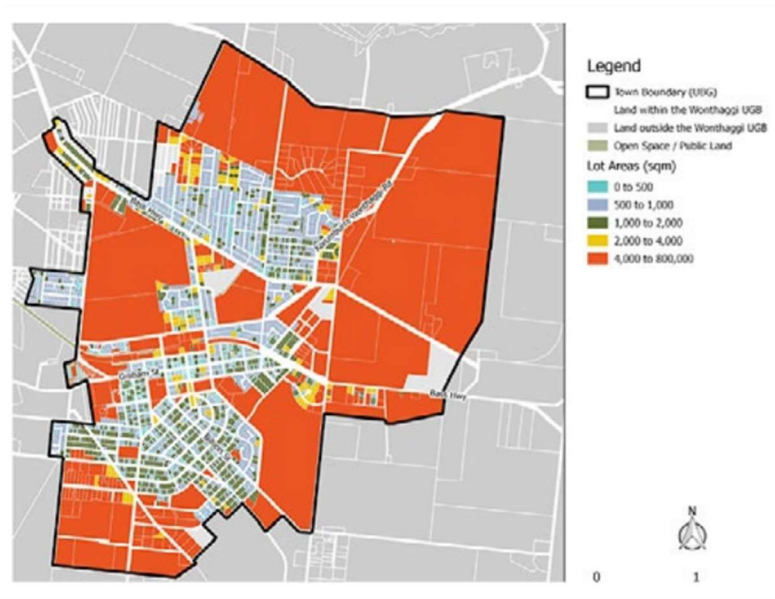 Legend
Town Boundary (UBG)
Land within the Wonthaggi UGB
Land outside the Wonthaggi UGB
Open Space / Public Land
Lot Areas (sqm)
0 to 500
500 to 1,000
1,000 to 2,000
2,000 to 4,000
4,000 to 800,000
Bass Hwy
Wonthaggi Rd
Graham St
Bass Hwy
N
0 1